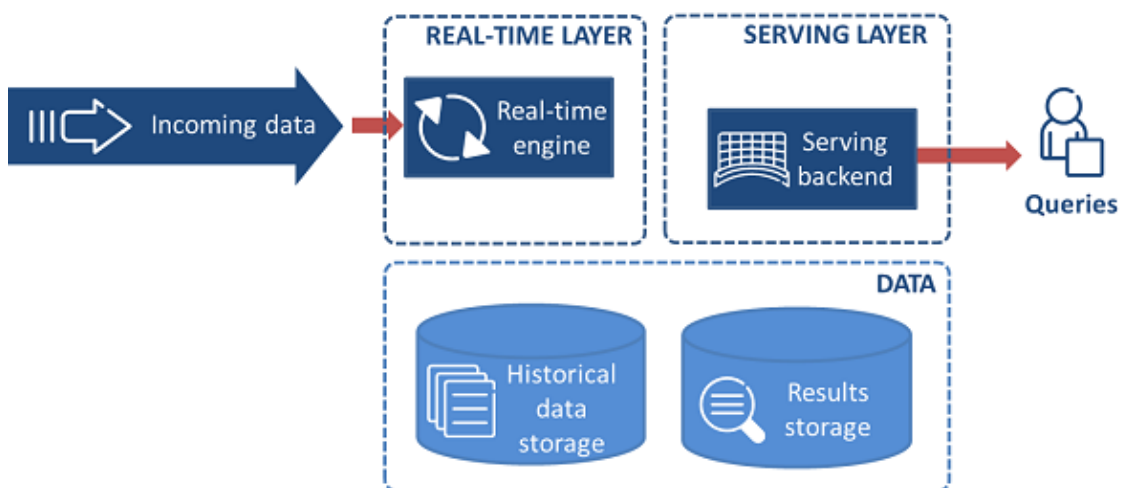 REAL-TIME LAYER
SERVING LAYER
Incoming data
Real-time
engine
Serving
backend
Queries
DATA
Historical
data
storage
Results
storage